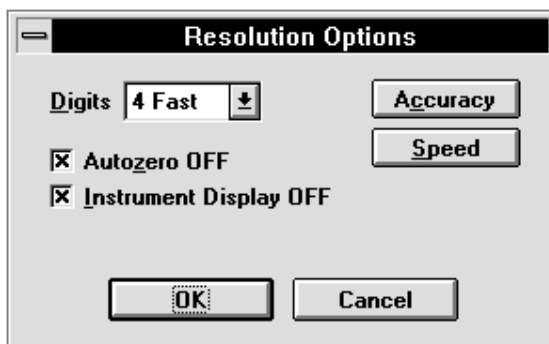 Resolution Options
Digits 4 Fast
Accuracy
Speed
Autozero OFF
Instrument Display OFF
OK Cancel